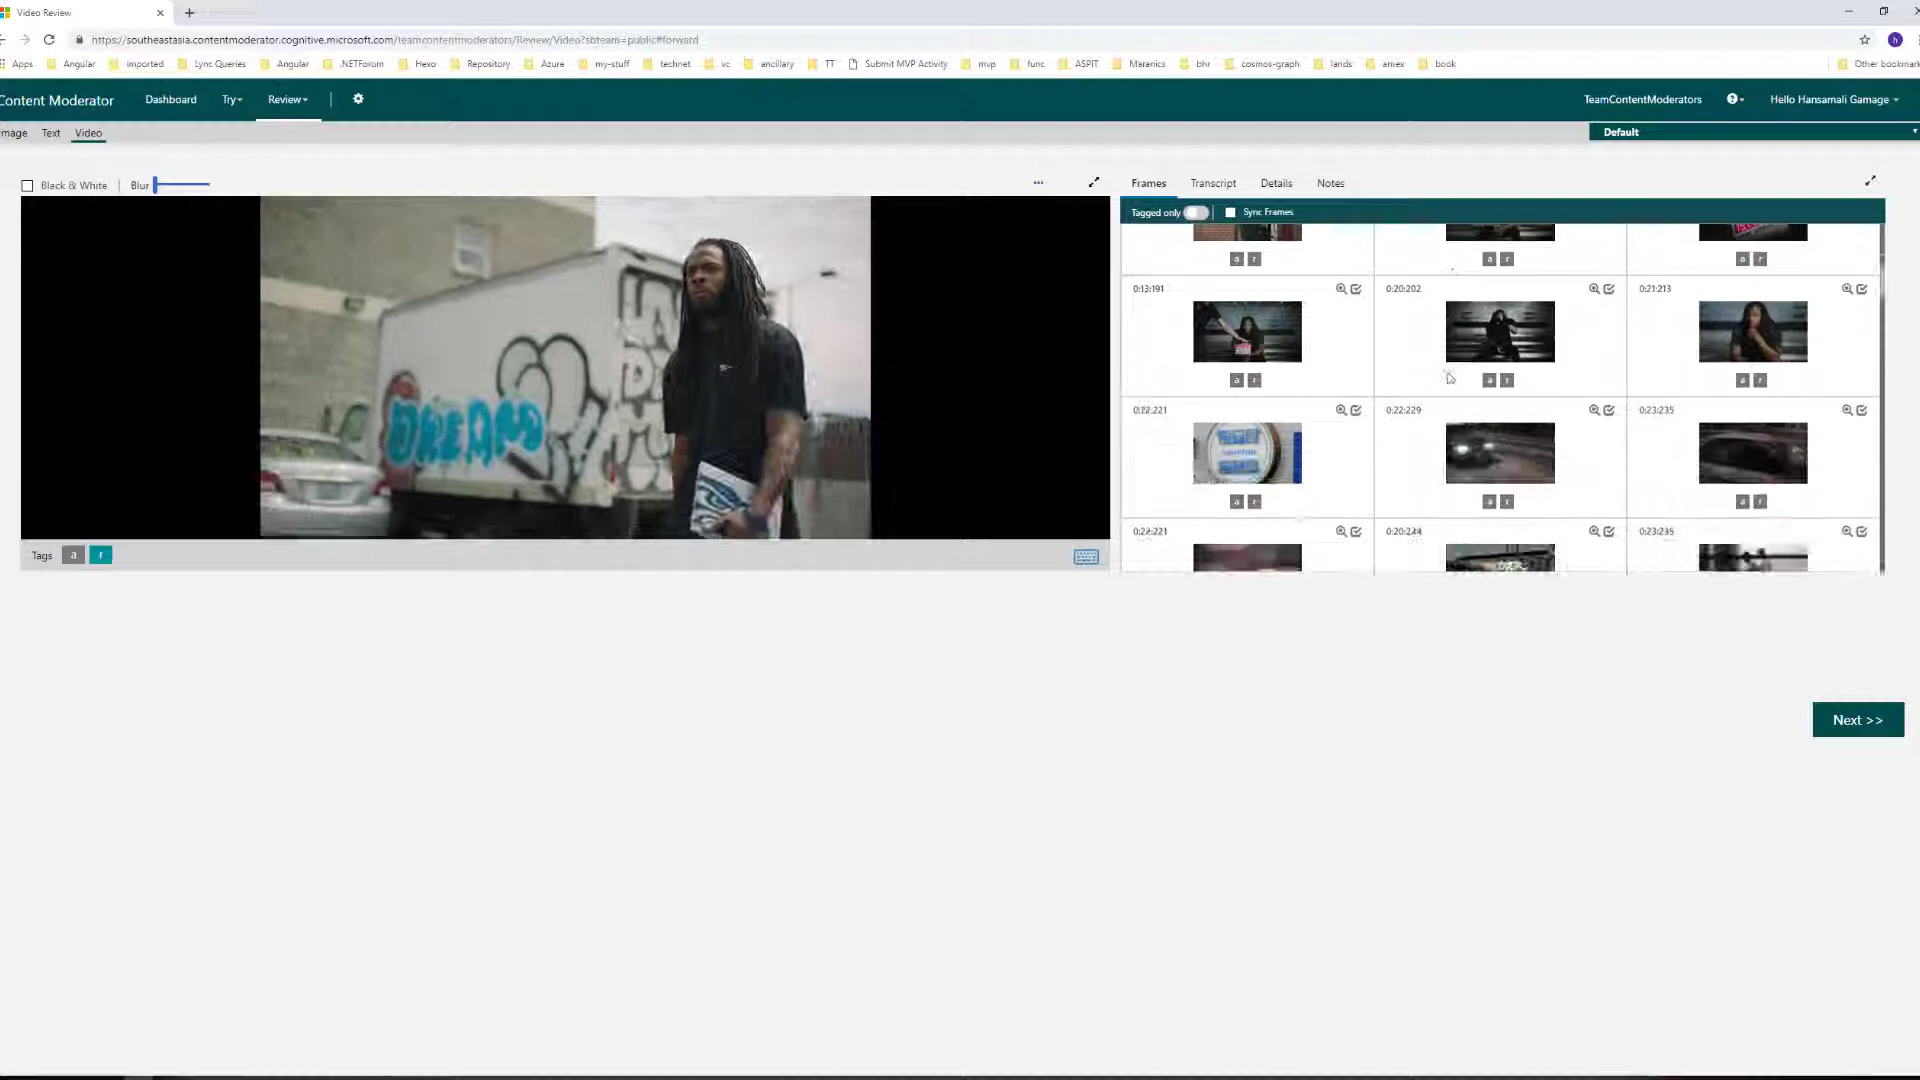 Video Review
https://southeastasia.contentmoderator.cognitive.microsoft.com/teamcontentmoderators/Review/Video?sbteam=public#forward
h
Apps Angular imported Lync Queries Angular .NETForum Hexo Repository Azure my-stuff technet vc ancillary TT Submit MVP Activity mvp func ASPIT Maranics bhr cosmos-graph lands amex book Other bookmark
Content Moderator Dashboard Try Review TeamContentModerators Hello Hansamali Gamage
mage Text Video Default
Black & White Blur Frames Transcript Details Notes
Tagged only Sync Frames
a r a r a r
0:13:191 0:20:202 0:21:213
a r a r a r
0:22:221 0:22:229 0:23:235
a r a r a r
0:22:221 0:23:235
DREAM
Tags a r
Next >>